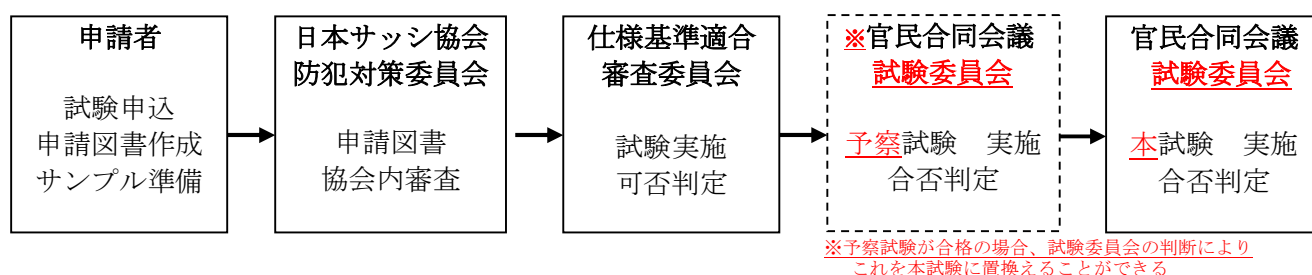 申請者
試験申込
申請図書作成
サンプル準備
日本サッシ協会
防犯対策委員会
申請図書
協会内審査
仕様基準適合
審査委員会
試験実施
可否判定
※官民合同会議
試験委員会
予察試験　実施
合否判定
官民合同会議
試験委員会
本試験　実施
合否判定
※予察試験が合格の場合、試験委員会の判断により
これを本試験に置換えることができる